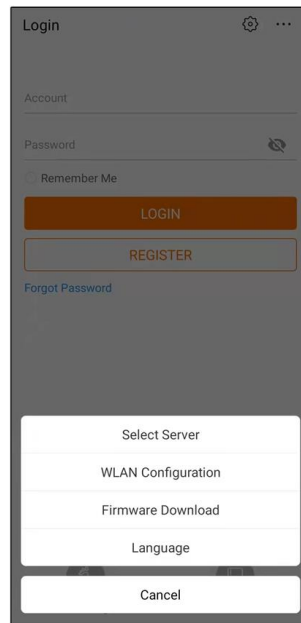 Login
Account
Password
Remember Me
LOGIN
REGISTER
Forgot Password
Select Server
WLAN Configuration
Firmware Download
Language
Cancel